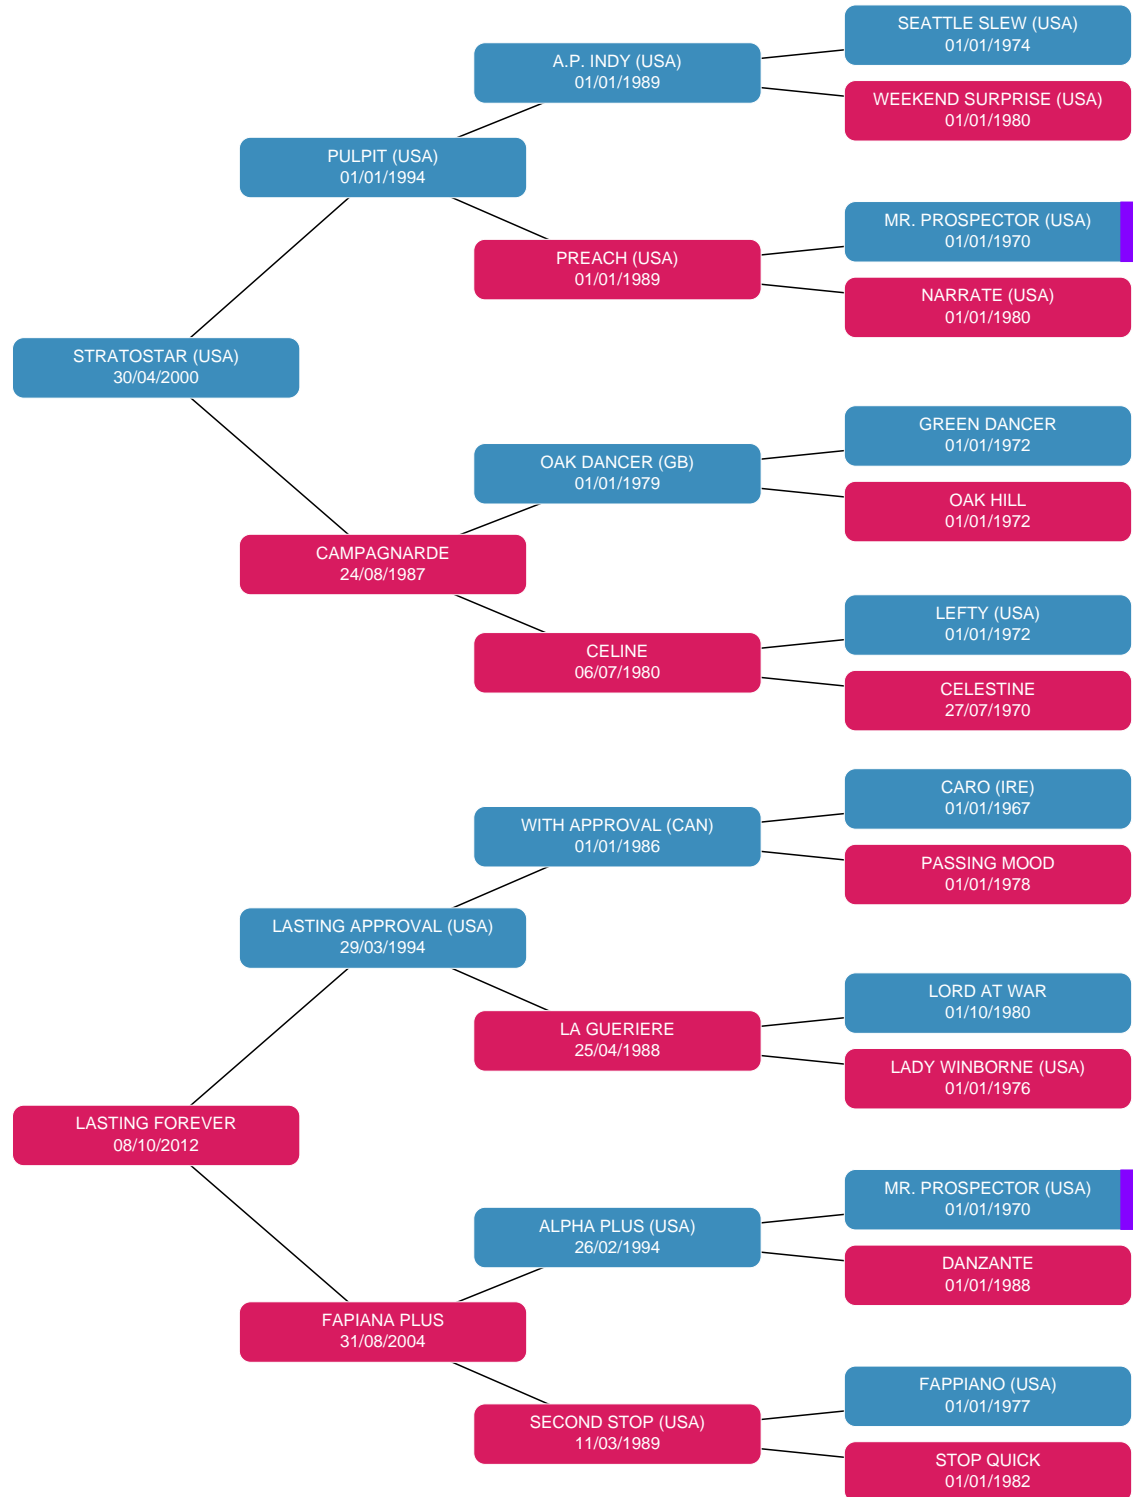 SEATTLE SLEW (USA)
01/01/1974
A.P. INDY (USA)
01/01/1989
WEEKEND SURPRISE (USA)
01/01/1980
PULPIT (USA)
01/01/1994
MR. PROSPECTOR (USA)
01/01/1970
PREACH (USA)
01/01/1989
NARRATE (USA)
01/01/1980
STRATOSTAR (USA)
30/04/2000
GREEN DANCER
01/01/1972
OAK DANCER (GB)
01/01/1979
OAK HILL
01/01/1972
CAMPAGNARDE
24/08/1987
LEFTY (USA)
01/01/1972
CELINE
06/07/1980
CELESTINE
27/07/1970
CARO (IRE)
01/01/1967
WITH APPROVAL (CAN)
01/01/1986
PASSING MOOD
01/01/1978
LASTING APPROVAL (USA)
29/03/1994
LORD AT WAR
01/10/1980
LA GUERIERE
25/04/1988
LADY WINBORNE (USA)
01/01/1976
LASTING FOREVER
08/10/2012
MR. PROSPECTOR (USA)
01/01/1970
ALPHA PLUS (USA)
26/02/1994
DANZANTE
01/01/1988
FAPIANA PLUS
31/08/2004
FAPPIANO (USA)
01/01/1977
SECOND STOP (USA)
11/03/1989
STOP QUICK
01/01/1982